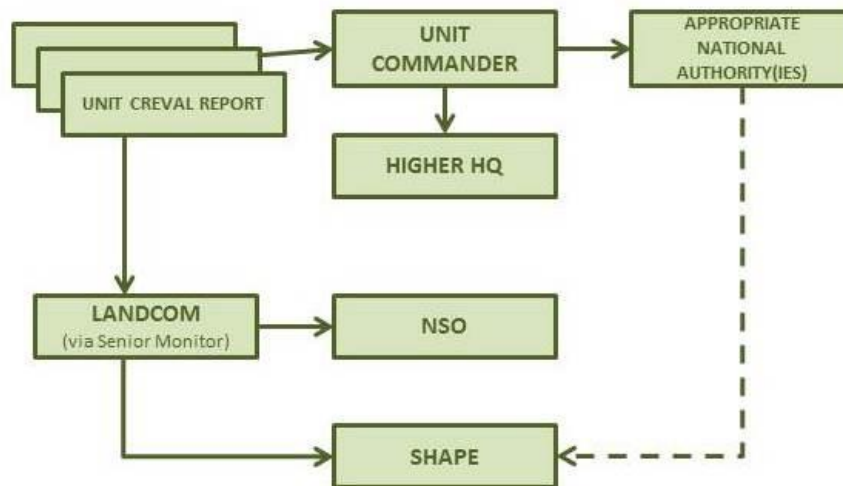 UNIT
COMMANDER
APPROPRIATE
NATIONAL
AUTHORITY(IES)
UNIT CREVAL REPORT
HIGHER HQ
LANDCOM
(via Senior Monitor)
NSO
SHAPE